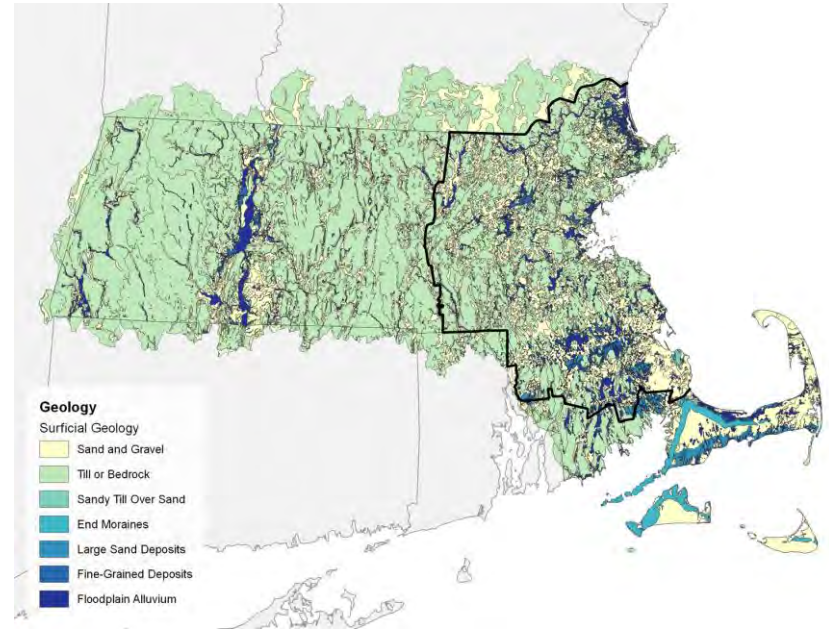 Geology
Surficial Geology
Sand and Gravel
Till or Bedrock
Sandy Till Over Sand
End Moraines
Large Sand Deposits
Fine-Grained Deposits
Floodplain Alluvium